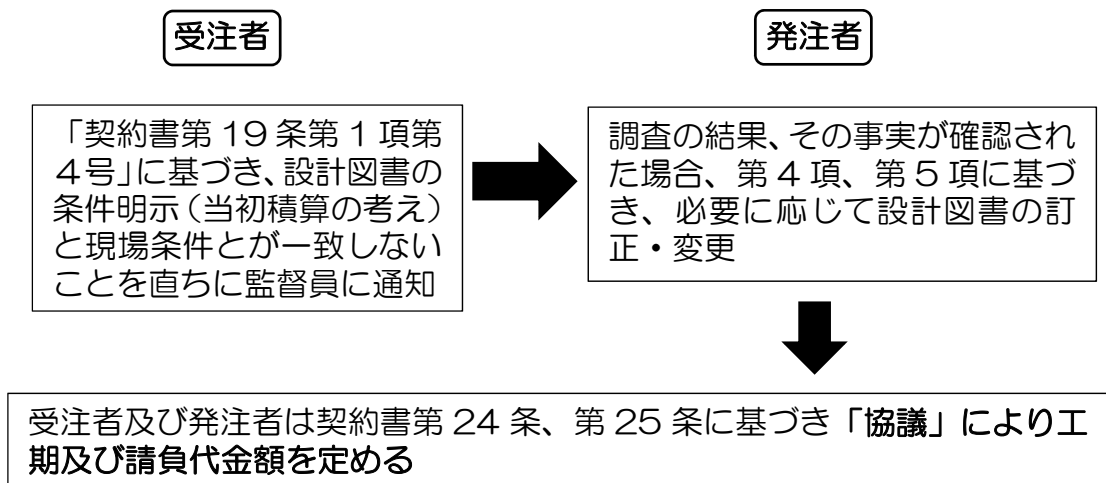 受注者
発注者
「契約書第 19 条第 1 項第
４号」に基づき、設計図書の
条件明示（当初積算の考え）
と現場条件とが一致しない
ことを直ちに監督員に通知
調査の結果、その事実が確認され
た場合、第 4 項、第 5 項に基づ
き、必要に応じて設計図書の訂
正・変更
受注者及び発注者は契約書第 24 条、第 25 条に基づき「協議」により工
期及び請負代金額を定める